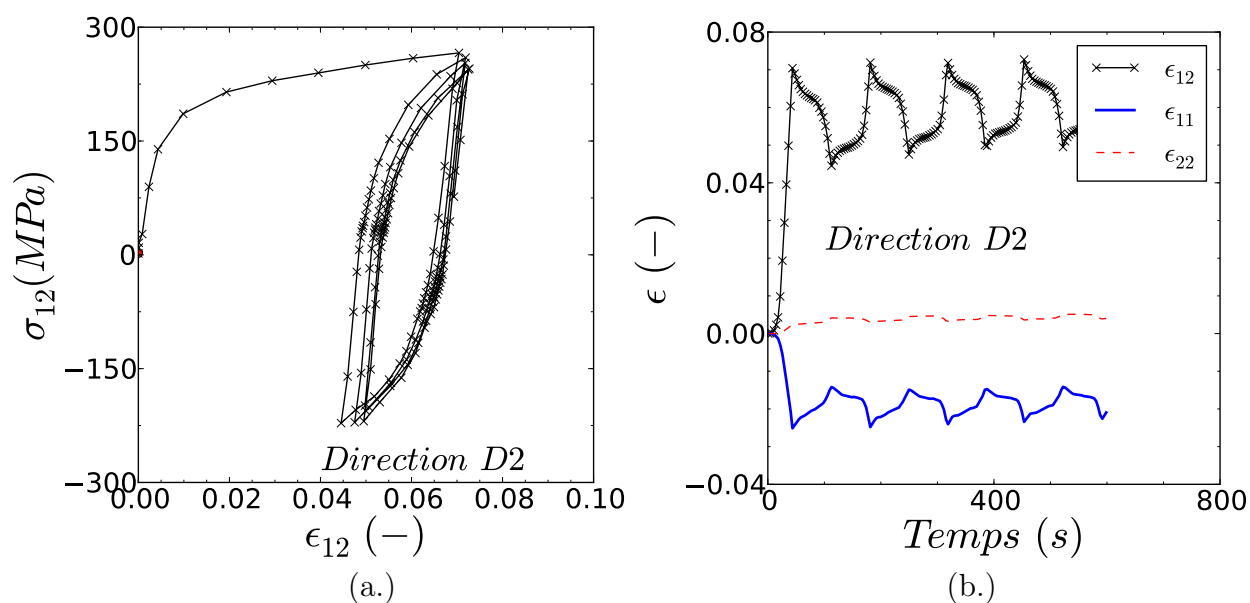 300
150
0
−150
−300
σ12(MPa)
0.00
0.02
0.04
0.06
0.08
0.10
ϵ12 (−)
Direction D2
(a.)
0.08
0.04
0.00
−0.04
ϵ (−)
0
400
800
Temps (s)
ϵ12
ϵ11
ϵ22
Direction D2
(b.)